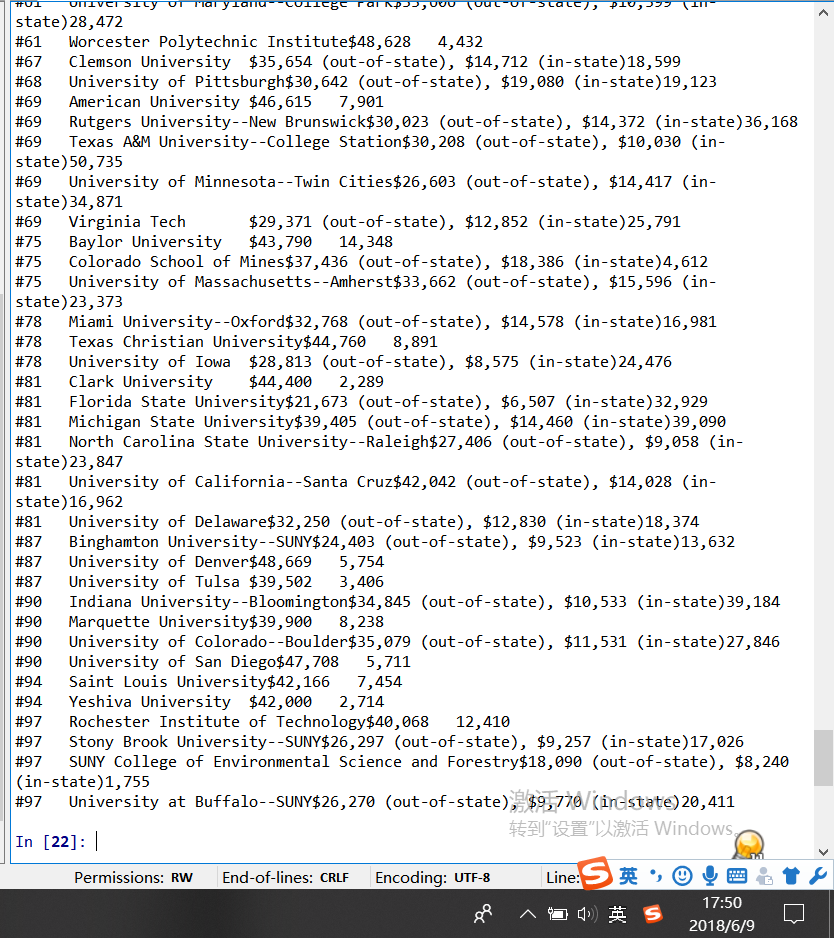 #61   University of Maryland--College Park$33,606 (out-of-state), $10,399 (in-
state)28,472
#61   Worcester Polytechnic Institute$48,628   4,432
#67   Clemson University  $35,654 (out-of-state), $14,712 (in-state)18,599
#68   University of Pittsburgh$30,642 (out-of-state), $19,080 (in-state)19,123
#69   American University $46,615   7,901
#69   Rutgers University--New Brunswick$30,023 (out-of-state), $14,372 (in-state)36,168
#69   Texas A&M University--College Station$30,208 (out-of-state), $10,030 (in-
state)50,735
#69   University of Minnesota--Twin Cities$26,603 (out-of-state), $14,417 (in-
state)34,871
#69   Virginia Tech       $29,371 (out-of-state), $12,852 (in-state)25,791
#75   Baylor University   $43,790   14,348
#75   Colorado School of Mines$37,436 (out-of-state), $18,386 (in-state)4,612
#75   University of Massachusetts--Amherst$33,662 (out-of-state), $15,596 (in-
state)23,373
#78   Miami University--Oxford$32,768 (out-of-state), $14,578 (in-state)16,981
#78   Texas Christian University$44,760   8,891
#78   University of Iowa  $28,813 (out-of-state), $8,575 (in-state)24,476
#81   Clark University    $44,400   2,289
#81   Florida State University$21,673 (out-of-state), $6,507 (in-state)32,929
#81   Michigan State University$39,405 (out-of-state), $14,460 (in-state)39,090
#81   North Carolina State University--Raleigh$27,406 (out-of-state), $9,058 (in-
state)23,847
#81   University of California--Santa Cruz$42,042 (out-of-state), $14,028 (in-
state)16,962
#81   University of Delaware$32,250 (out-of-state), $12,830 (in-state)18,374
#87   Binghamton University--SUNY$24,403 (out-of-state), $9,523 (in-state)13,632
#87   University of Denver$48,669   5,754
#87   University of Tulsa $39,502   3,406
#90   Indiana University--Bloomington$34,845 (out-of-state), $10,533 (in-state)39,184
#90   Marquette University$39,900   8,238
#90   University of Colorado--Boulder$35,079 (out-of-state), $11,531 (in-state)27,846
#90   University of San Diego$47,708   5,711
#94   Saint Louis University$42,166   7,454
#94   Yeshiva University  $42,000   2,714
#97   Rochester Institute of Technology$40,068   12,410
#97   Stony Brook University--SUNY$26,297 (out-of-state), $9,257 (in-state)17,026
#97   SUNY College of Environmental Science and Forestry$18,090 (out-of-state), $8,240
(in-state)1,755
#97   University at Buffalo--SUNY$26,270 (out-of-state), $9,770 (in-state)20,411
激活 Windows
转到"设置"以激活 Windows。
In [22]:
Permissions: RW   End-of-lines: CRLF   Encoding: UTF-8   Line: S 英
英 S 17:50
2018/6/9